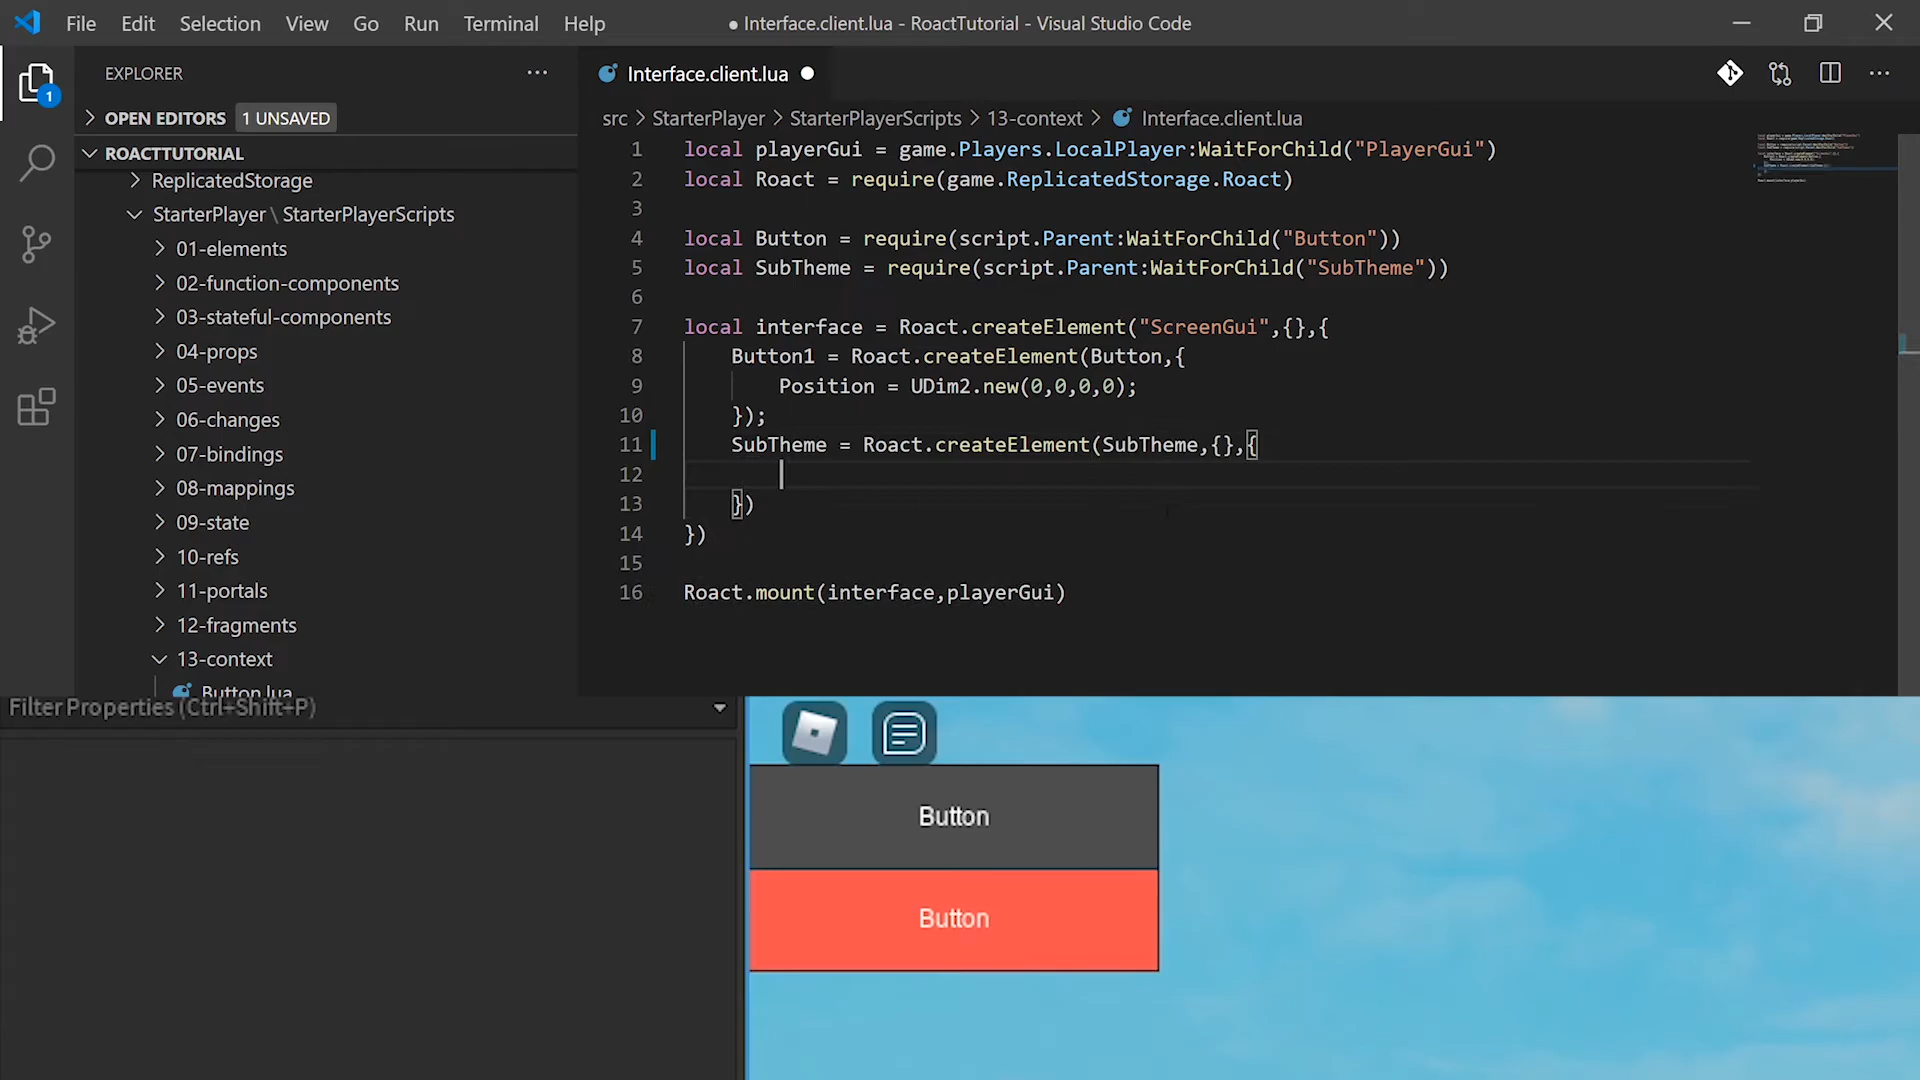 File Edit Selection View Go Run Terminal Help
● Interface.client.lua - RoactTutorial - Visual Studio Code
1
EXPLORER
OPEN EDITORS 1 UNSAVED
ROACTTUTORIAL
ReplicatedStorage
StarterPlayer \ StarterPlayerScripts
01-elements
02-function-components
03-stateful-components
04-props
05-events
06-changes
07-bindings
08-mappings
09-state
10-refs
11-portals
12-fragments
13-context
Button.lua
Interface.client.lua
src > StarterPlayer > StarterPlayerScripts > 13-context > Interface.client.lua
1 local playerGui = game.Players.LocalPlayer:WaitForChild("PlayerGui")
2 local Roact = require(game.ReplicatedStorage.Roact)
3
4 local Button = require(script.Parent:WaitForChild("Button"))
5 local SubTheme = require(script.Parent:WaitForChild("SubTheme"))
6
7 local interface = Roact.createElement("ScreenGui",{},{
8 Button1 = Roact.createElement(Button,{
9 Position = UDim2.new(0,0,0,0);
10 });
11 SubTheme = Roact.createElement(SubTheme,{},{
12
13 })
14 })
15
16 Roact.mount(interface,playerGui)
Filter Properties (Ctrl+Shift+P)
Button
Button